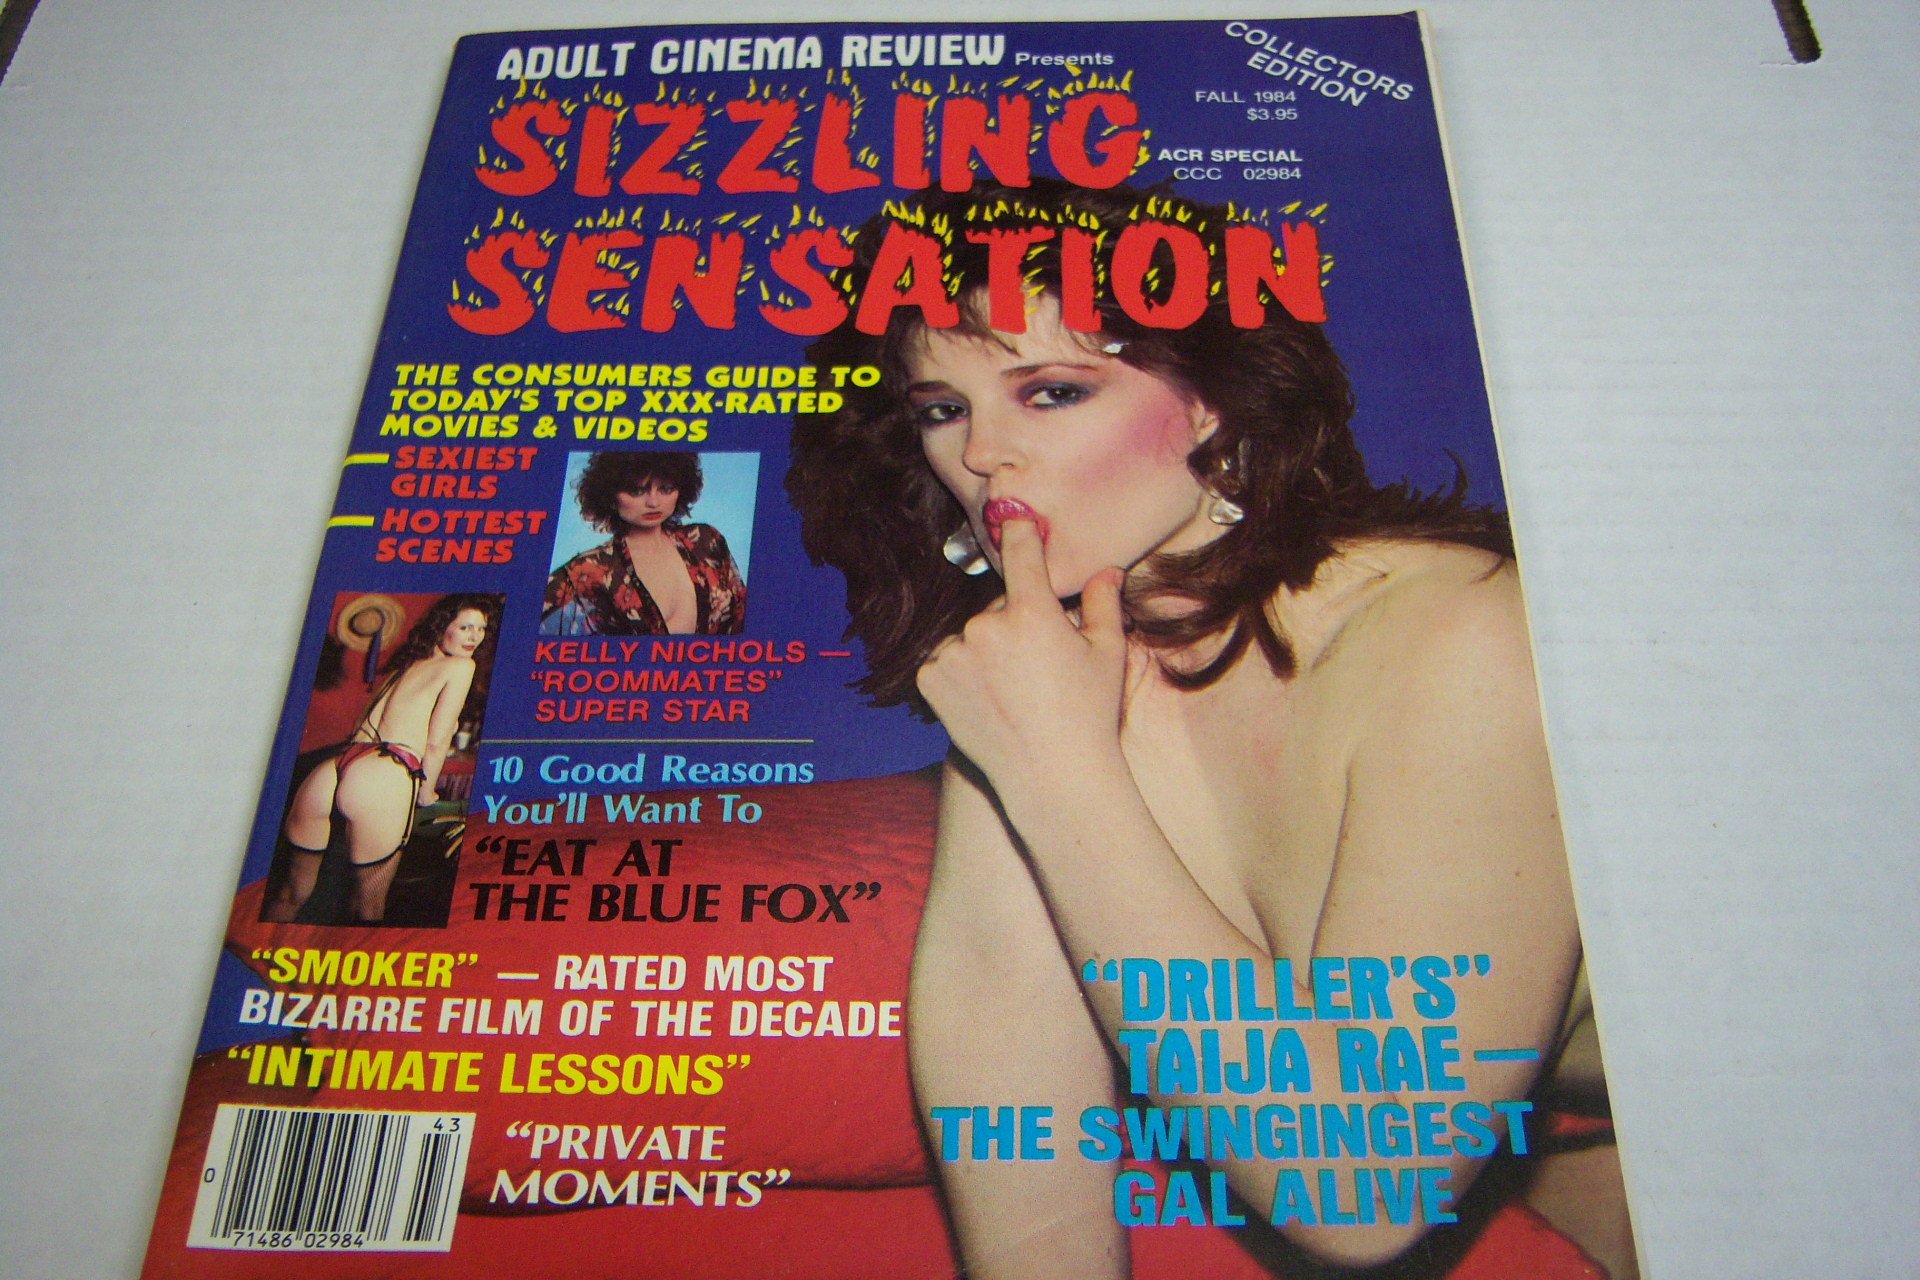 ADULT CINEMA REVIEW Presents
COLLECTORS
EDITION
FALL 1984
$3.95
SIZZLING
ACR SPECIAL
CCC 02984
SENSATION
THE CONSUMERS GUIDE TO
TODAY'S TOP XXX-RATED
MOVIES & VIDEOS
SEXIEST
GIRLS
HOTTEST
SCENES
KELLY NICHOLS —
"ROOMMATES"
SUPER STAR
10 Good Reasons
You'll Want To
"EAT AT
THE BLUE FOX"
"SMOKER" — RATED MOST
BIZARRE FILM OF THE DECADE
"INTIMATE LESSONS"
"PRIVATE
MOMENTS"
"DRILLER'S"
TAIJA RAE —
THE SWINGINGEST
GAL ALIVE
43
0
71486 02984